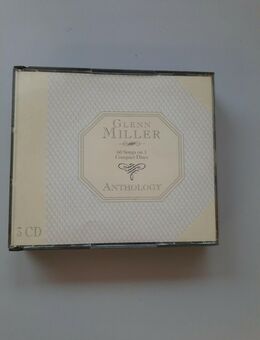 GLENN
MILLER
60 Songs on 3
Compact Discs
ANTHOLOGY
3 CD